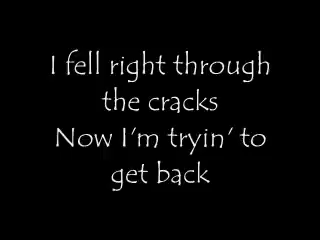 I fell right through
the cracks
Now I'm tryin' to
get back